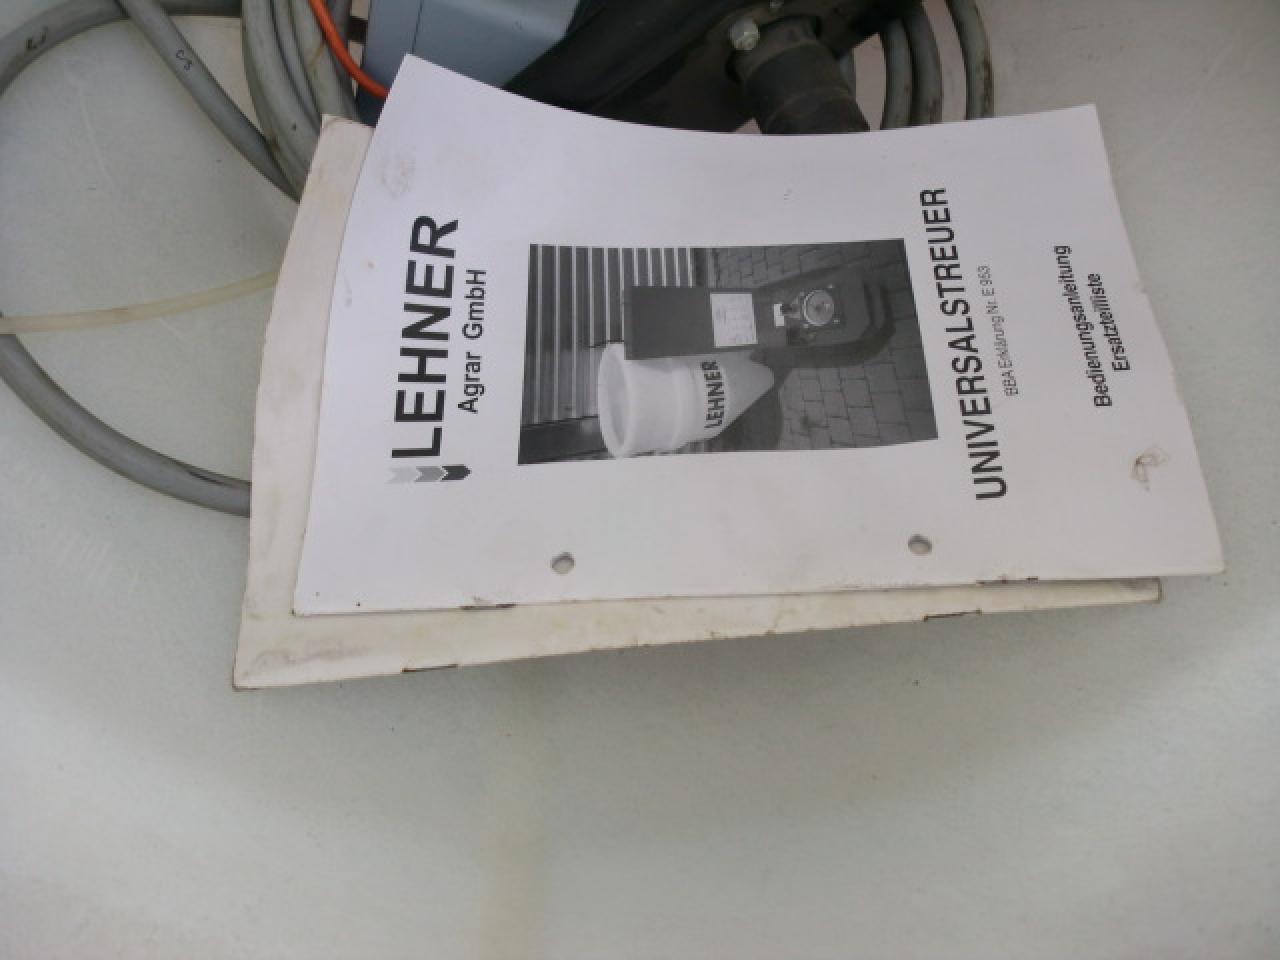 LEHNER
Agrar GmbH
LEHNER
UNIVERSALSTREUER
BBA Erklärung Nr. E 953
Bedienungsanleitung
Ersatzteilliste